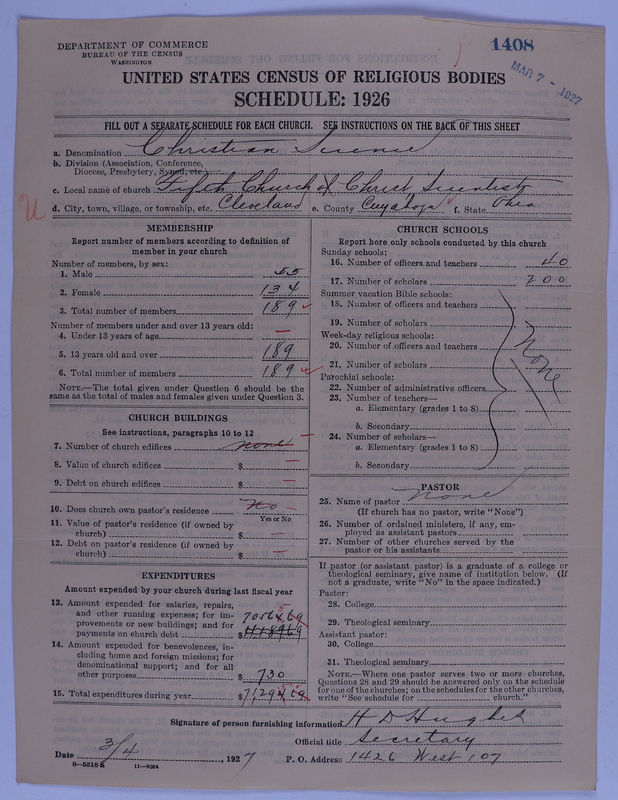 1408
MAR 7 - 1927
DEPARTMENT OF COMMERCE
BUREAU OF THE CENSUS
WASHINGTON
UNITED STATES CENSUS OF RELIGIOUS BODIES
SCHEDULE: 1926
FILL OUT A SEPARATE SCHEDULE FOR EACH CHURCH. SEE INSTRUCTIONS ON THE BACK OF THIS SHEET
a. Denomination Christian Science
b. Division (Association, Conference,
Diocese, Presbytery, Synod, etc.)
c. Local name of church Fifth Church of Christ Scientist
d. City, town, village, or township, etc. Cleveland e. County Cuyahoga f. State Ohio
MEMBERSHIP
Report number of members according to definition of
member in your church
Number of members, by sex:
1. Male 55
2. Female 134
3. Total number of members 189
Number of members under and over 13 years old:
4. Under 13 years of age —
5. 13 years old and over 189
6. Total number of members 189
NOTE.—The total given under Question 6 should be
same as the total of males and females given under Question 3.
CHURCH BUILDINGS
See instructions, paragraphs 10 to 12
7. Number of church edifices none
8. Value of church edifices $ —
9. Debt on church edifices $ —
10. Does church own pastor's residence No —
Yes or No
11. Value of pastor's residence (if owned by
church) $ —
12. Debt on pastor's residence (if owned by
church) $ —
EXPENDITURES
Amount expended by your church during last fiscal year
13. Amount expended for salaries, repairs,
and other running expenses; for im-
provements or new buildings; and for
payments on church debt $
14. Amount expended for benevolences, in-
cluding home and foreign missions; for
denominational support; and for all
other purposes $ 730
15. Total expenditures during year $
CHURCH SCHOOLS
Report here only schools conducted by this church
Sunday schools:
16. Number of officers and teachers 40
17. Number of scholars 200
Summer vacation Bible schools:
18. Number of officers and teachers
19. Number of scholars
Week-day religious schools:
20. Number of officers and teachers
21. Number of scholars
None
Parochial schools:
22. Number of administrative officers
23. Number of teachers—
a. Elementary (grades 1 to 8)
b. Secondary
24. Number of scholars—
a. Elementary (grades 1 to 8)
b. Secondary
PASTOR
25. Name of pastor None
(If church has no pastor, write "None")
26. Number of ordained ministers, if any, em-
ployed as assistant pastors
27. Number of other churches served by the
pastor or his assistants
If pastor (or assistant pastor) is a graduate of a college or
theological seminary, give name of institution below. (If
not a graduate, write "No" in the space indicated.)
Pastor:
28. College
29. Theological seminary
Assistant pastor:
30. College
31. Theological seminary
NOTE.—Where one pastor serves two or more churches,
Questions 28 and 29 should be answered only on the schedule
for one of the churches; on the schedules for the other churches,
write "See schedule for church."
Signature of person furnishing information H D Hughes
Official title Secretary
Date 3/4, 1927 P. O. Address 1426 West 107
8—5518a 11—9054